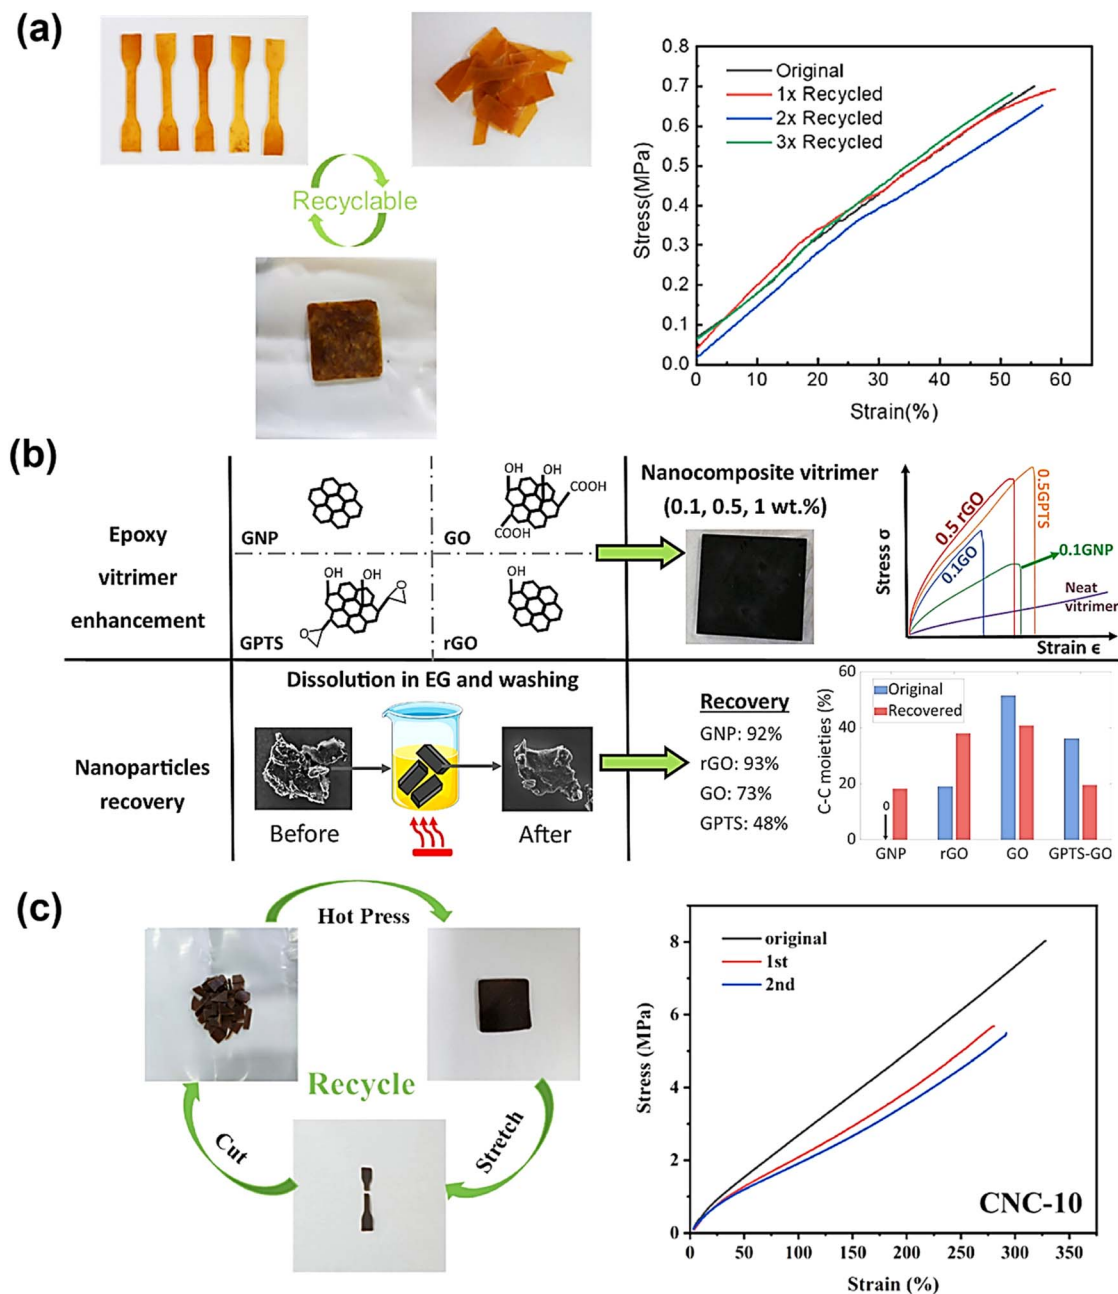 (a)
Recyclable
Original
1x Recycled
2x Recycled
3x Recycled
Stress(MPa)
0.8
0.7
0.6
0.5
0.4
0.3
0.2
0.1
0.0
0 10 20 30 40 50 60
Strain(%)
(b)
Epoxy
vitrimer
enhancement
GNP
OH OH
COOH
COOH
GO
OH OH
O
O
GPTS
OH
rGO
Nanocomposite vitrimer
(0.1, 0.5, 1 wt.%)
Stress σ
0.5 rGO
0.1GO
0.5GPTS
0.1GNP
Neat
vitrimer
Strain ϵ
Nanoparticles
recovery
Dissolution in EG and washing
Before
After
Recovery
GNP: 92%
rGO: 93%
GO: 73%
GPTS: 48%
C-C moieties (%)
60
40
20
0
Original
Recovered
0
GNP rGO GO GPTS-GO
(c)
Hot Press
Recycle
Cut
Stretch
original
1st
2nd
Stress (MPa)
8
6
4
2
0
0 50 100 150 200 250 300 350
CNC-10
Strain (%)